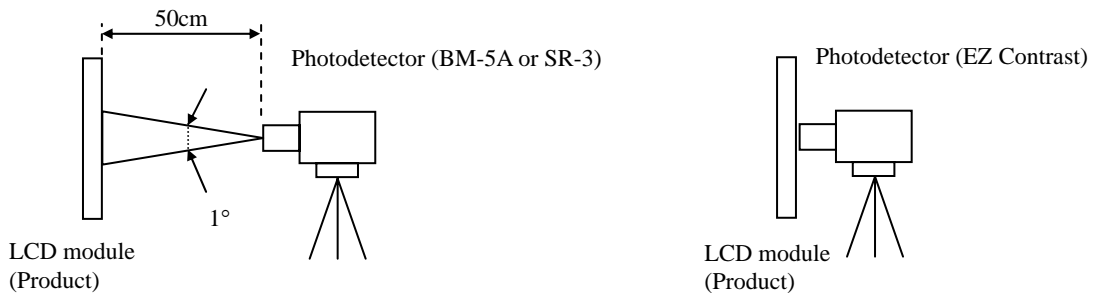 50cm
Photodetector (BM-5A or SR-3)
1°
LCD module
(Product)
Photodetector (EZ Contrast)
LCD module
(Product)